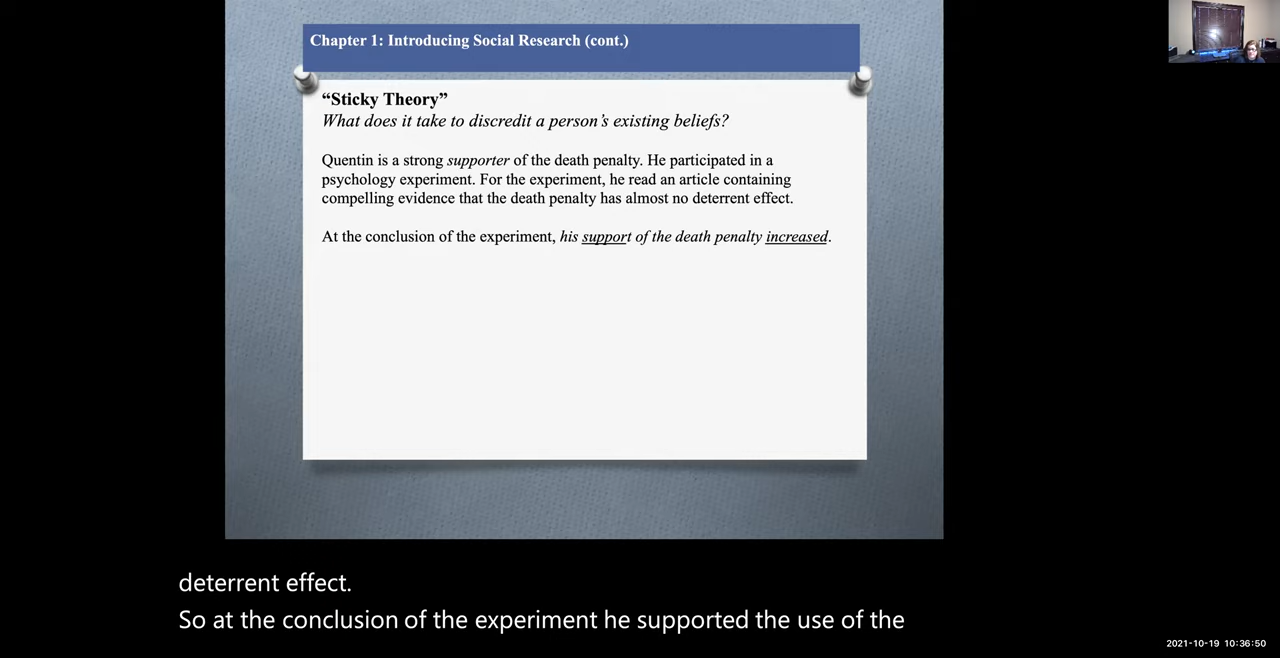 Chapter 1: Introducing Social Research (cont.)
“Sticky Theory”
What does it take to discredit a person’s existing beliefs?
Quentin is a strong supporter of the death penalty. He participated in a
psychology experiment. For the experiment, he read an article containing
compelling evidence that the death penalty has almost no deterrent effect.
At the conclusion of the experiment, his support of the death penalty increased.
deterrent effect.
So at the conclusion of the experiment he supported the use of the
2021-10-19 10:36:50